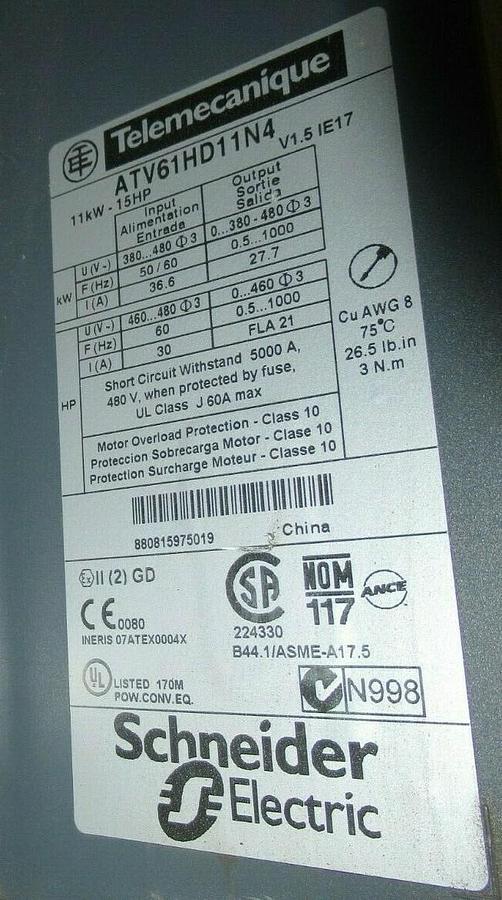 Telemecanique
ATV61HD11N4 V1.5 IE17
11kW - 15HP
Input Output
Alimentation Sortie
Entrada Salida
kW U (V~) 380...480 Φ 3 0...380 - 480 Φ 3
F (Hz) 50 / 60 0.5...1000
I (A) 36.6 27.7
HP U (V~) 460...480 Φ 3 0...460 Φ 3
F (Hz) 60 0.5...1000
I (A) 30 FLA 21
Short Circuit Withstand 5000 A,
480 V, when protected by fuse,
UL Class J 60A max
Motor Overload Protection - Class 10
Proteccion Sobrecarga Motor - Clase 10
Protection Surcharge Moteur - Classe 10
Cu AWG 8
75°C
26.5 lb.in
3 N.m
880815975019 China
Ex II (2) GD
CE 0080
INERIS 07ATEX0004X
SA
224330
NOM
117
ANCE
B44.1/ASME-A17.5
UL LISTED 170M
POW.CONV.EQ.
N998
Schneider
Electric